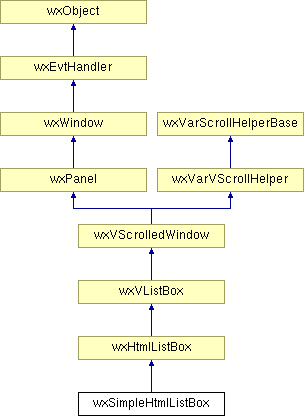 wxObject
wxEvtHandler
wxWindow
wxVarScrollHelperBase
wxPanel
wxVarVScrollHelper
wxVScrolledWindow
wxVListBox
wxHtmlListBox
wxSimpleHtmlListBox